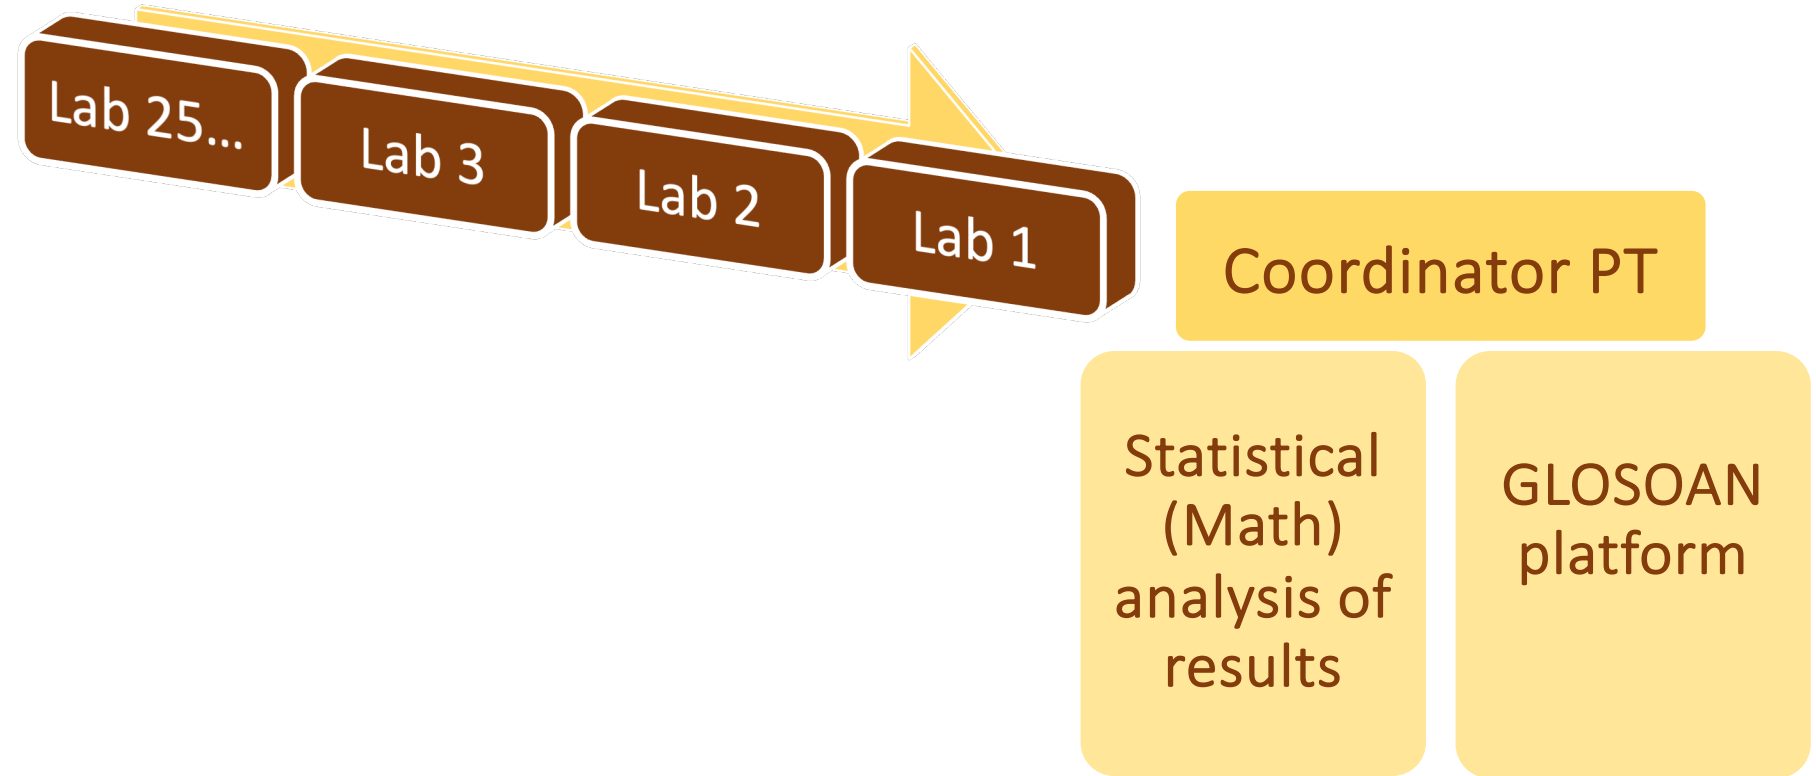 Lab 25...
Lab 3
Lab 2
Lab 1
Coordinator PT
Statistical
(Math)
analysis of
results
GLOSOAN
platform